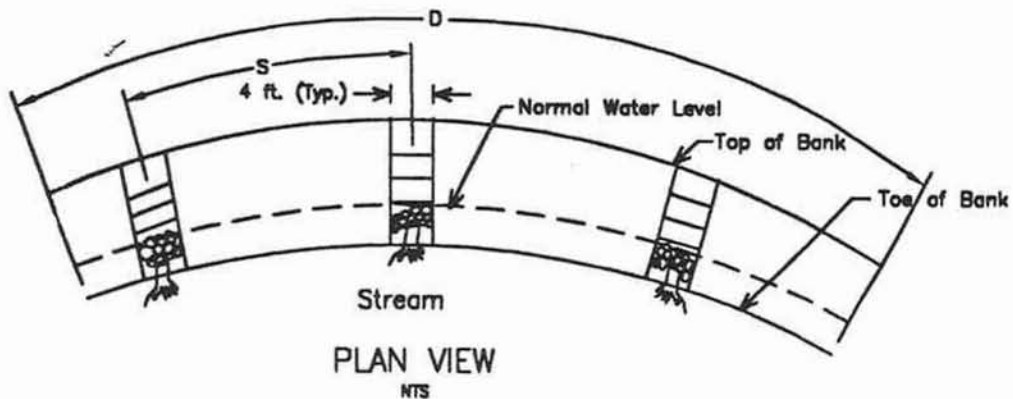 D
S
4 ft. (Typ.)
Normal Water Level
Top of Bank
Toe of Bank
Stream
PLAN VIEW
NTS